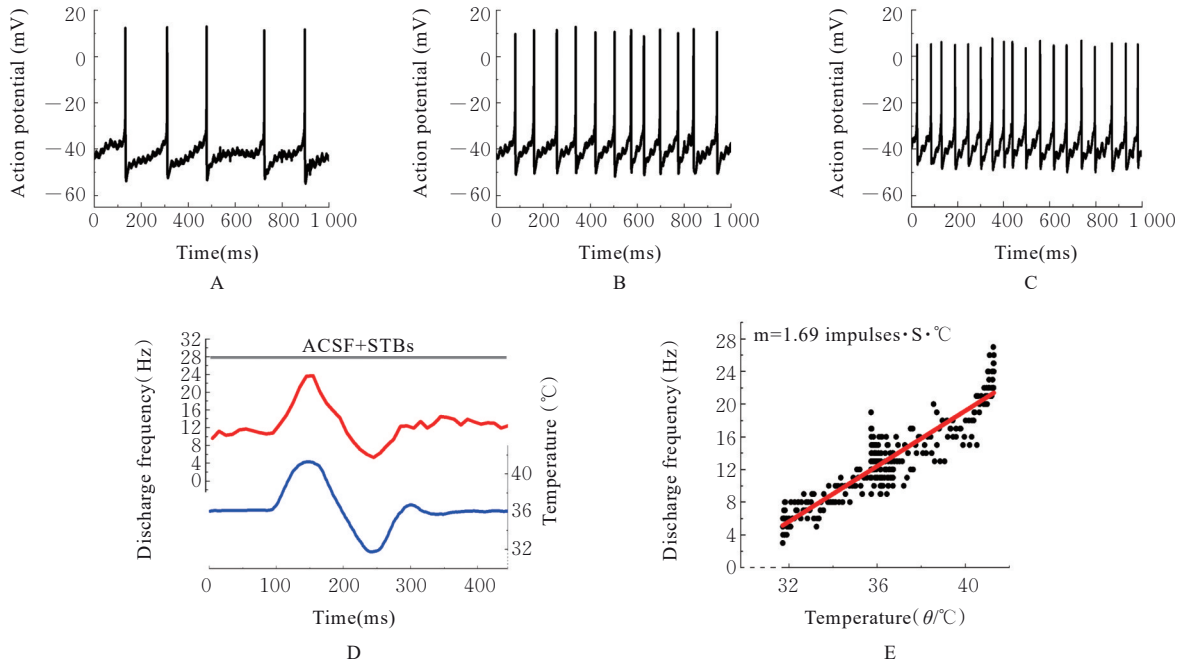 20
0
−20
−40
−60
Action potential (mV)
0 200 400 600 800 1 000
Time(ms)
A
20
0
−20
−40
−60
Action potential (mV)
0 200 400 600 800 1 000
Time(ms)
B
20
0
−20
−40
−60
Action potential (mV)
0 200 400 600 800 1 000
Time(ms)
C
ACSF+STBs
32
28
24
20
16
12
8
4
0
Discharge frequency(Hz)
40
36
32
Temperature (℃)
0 100 200 300 400
Time(ms)
D
m=1.69 impulses·S·℃
28
24
20
16
12
8
4
0
Discharge frequency(Hz)
32 36 40
Temperature(θ/℃)
E